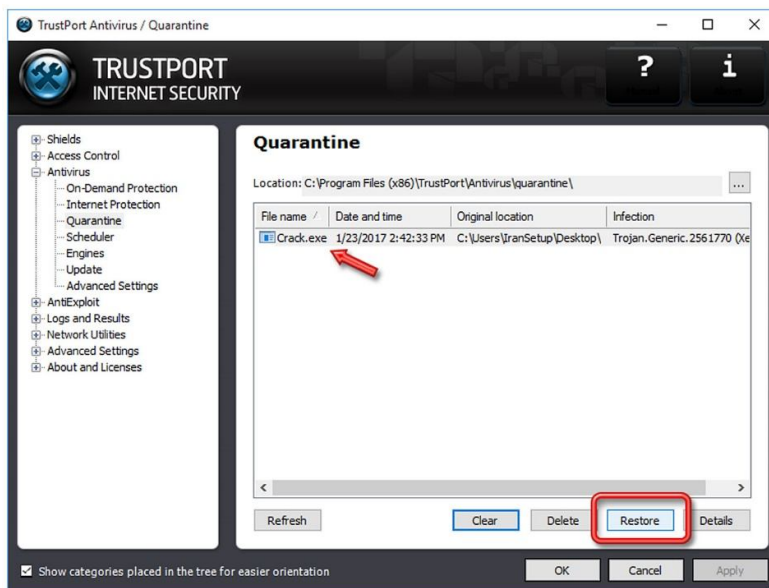 TrustPort Antivirus / Quarantine
TRUSTPORT
INTERNET SECURITY
?
i
Shields
Access Control
Antivirus
On-Demand Protection
Internet Protection
Quarantine
Scheduler
Engines
Update
Advanced Settings
AntiExploit
Logs and Results
Network Utilities
Advanced Settings
About and Licenses
Quarantine
Location: C:\Program Files (x86)\TrustPort\Antivirus\quarantine\
...
File name Date and time Original location Infection
Crack.exe 1/23/2017 2:42:33 PM C:\Users\IranSetup\Desktop\ Trojan.Generic.2561770 (Xe
Refresh Clear Delete Restore Details
Show categories placed in the tree for easier orientation
OK Cancel Apply